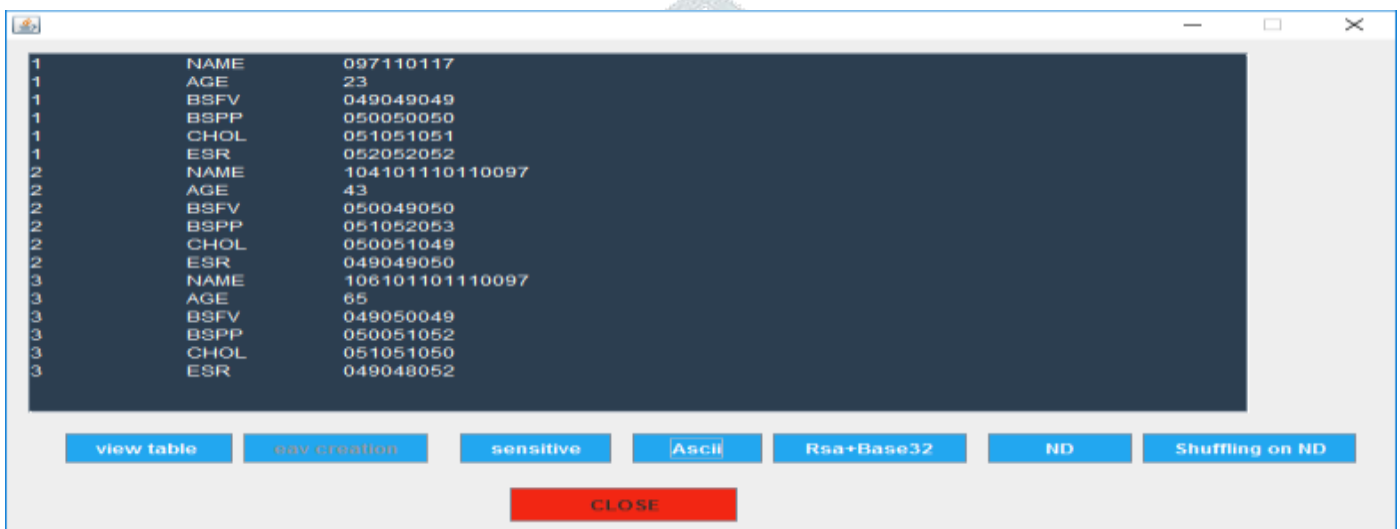 1 NAME 097110117
1 AGE 23
1 BSFV 049049049
1 BSPP 050050050
1 CHOL 051051051
1 ESR 052052052
2 NAME 104101110110097
2 AGE 43
2 BSFV 050049050
2 BSPP 051052053
2 CHOL 050051049
2 ESR 049049050
3 NAME 106101101110097
3 AGE 65
3 BSFV 049050049
3 BSPP 050051052
3 CHOL 051051050
3 ESR 049048052
view table eav creation sensitive Ascii Rsa+Base32 ND Shuffling on ND
CLOSE